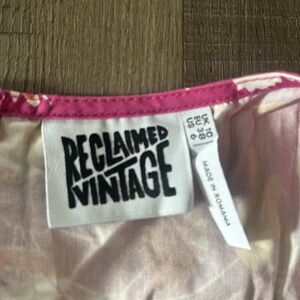 RECLAIMED
VINTAGE
UK 10
EU 38
US 6
MADE IN ROMANIA